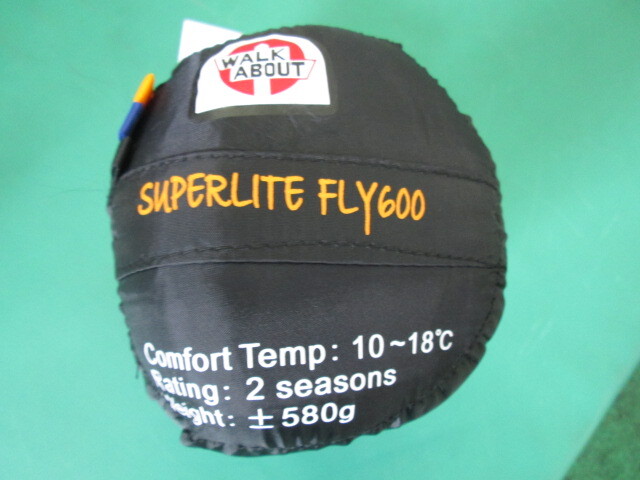 WALK
ABOUT
SUPERLITE FLY600
Comfort Temp: 10~18°C
Rating: 2 seasons
Weight: ±580g